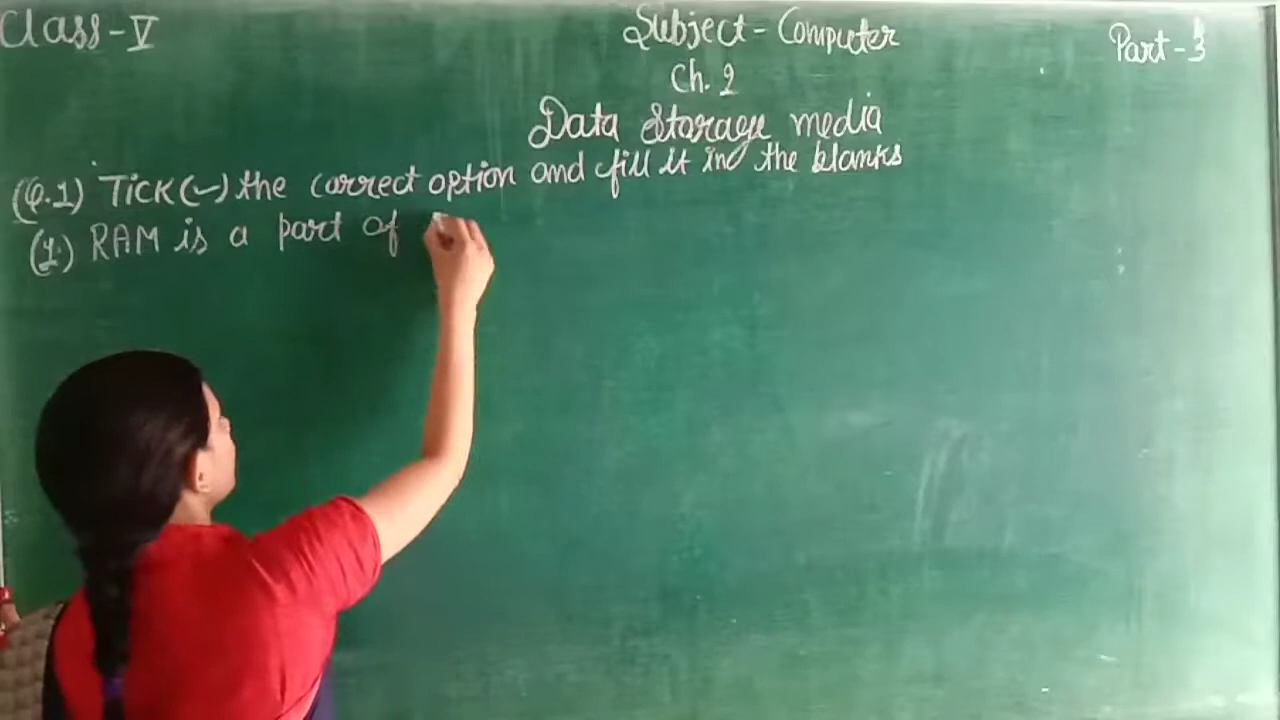 Class-V
Subject - Computer
Part-3
Ch. 2
Data Storage media
(Q.1) Tick (✓) the correct option and fill it in the blanks
(1.) RAM is a part of